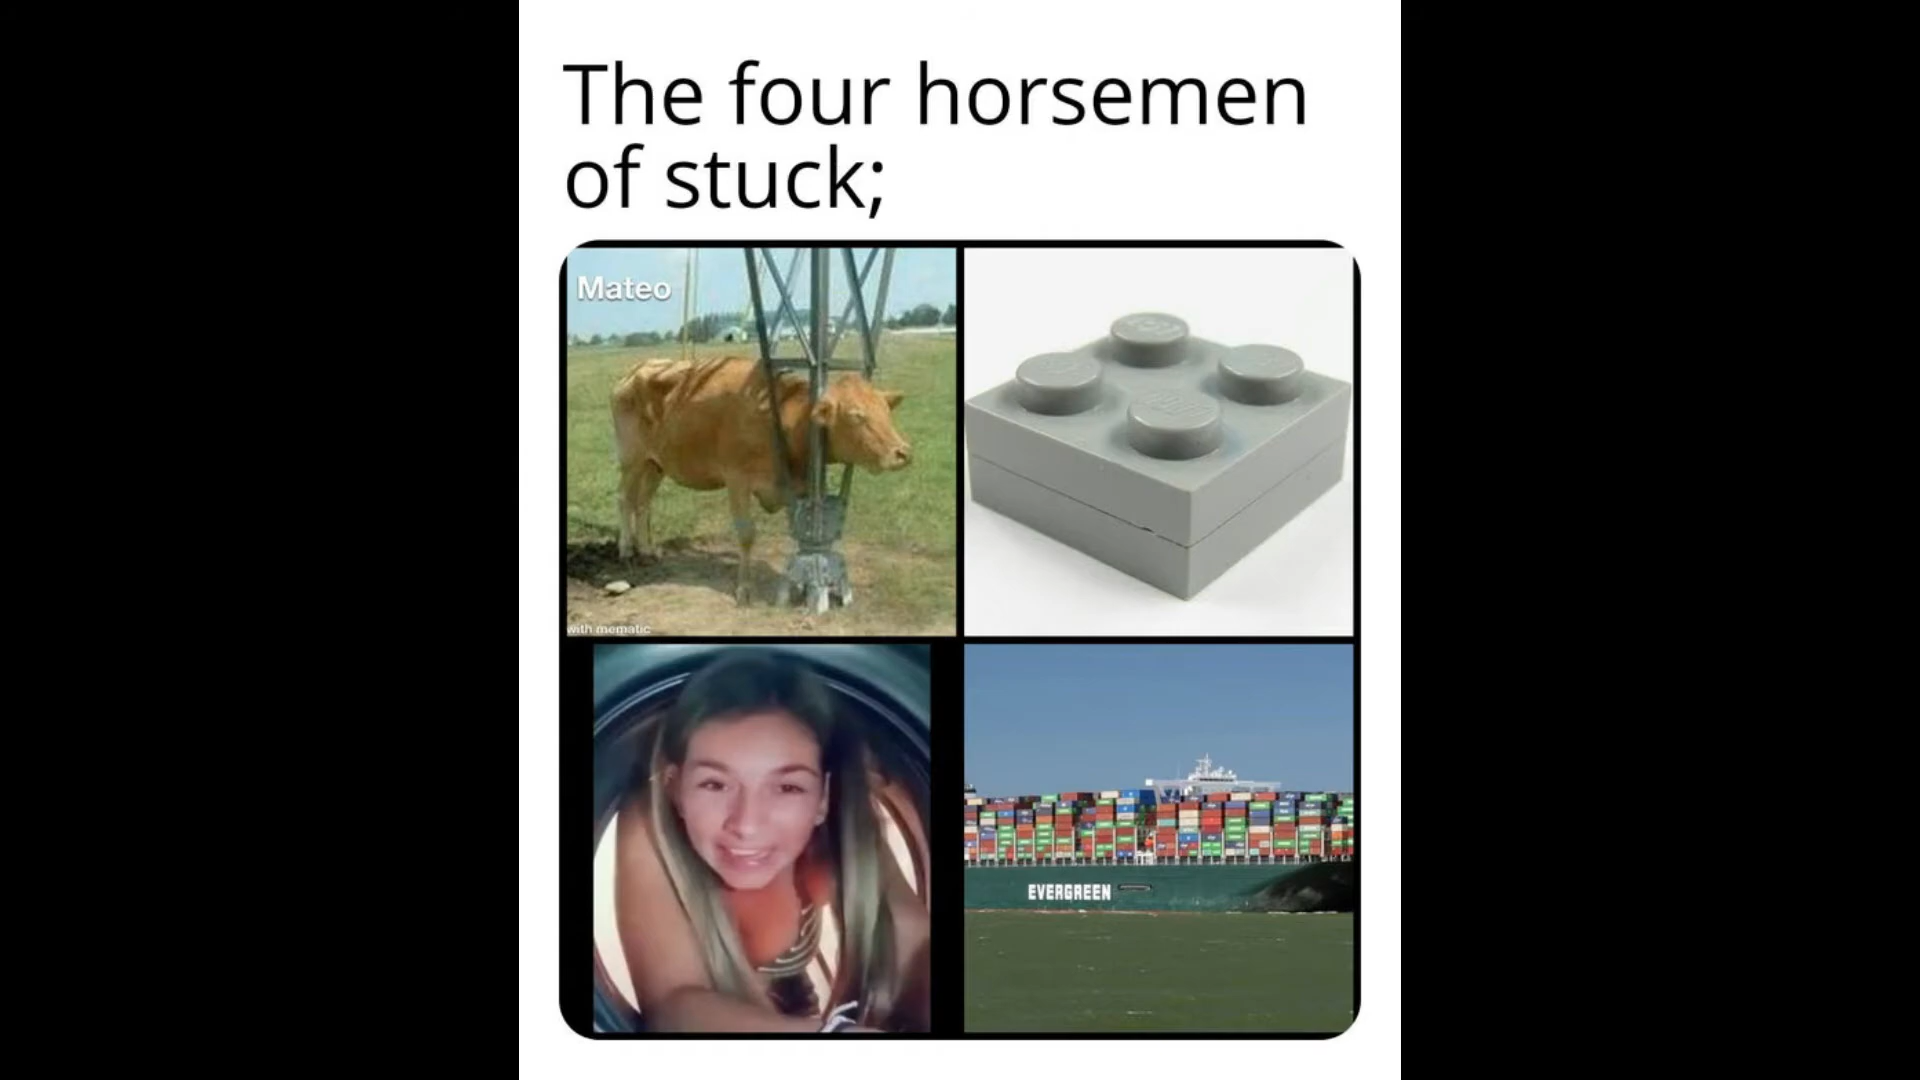 The four horsemen
of stuck;
Mateo
with mematic
EVERGREEN